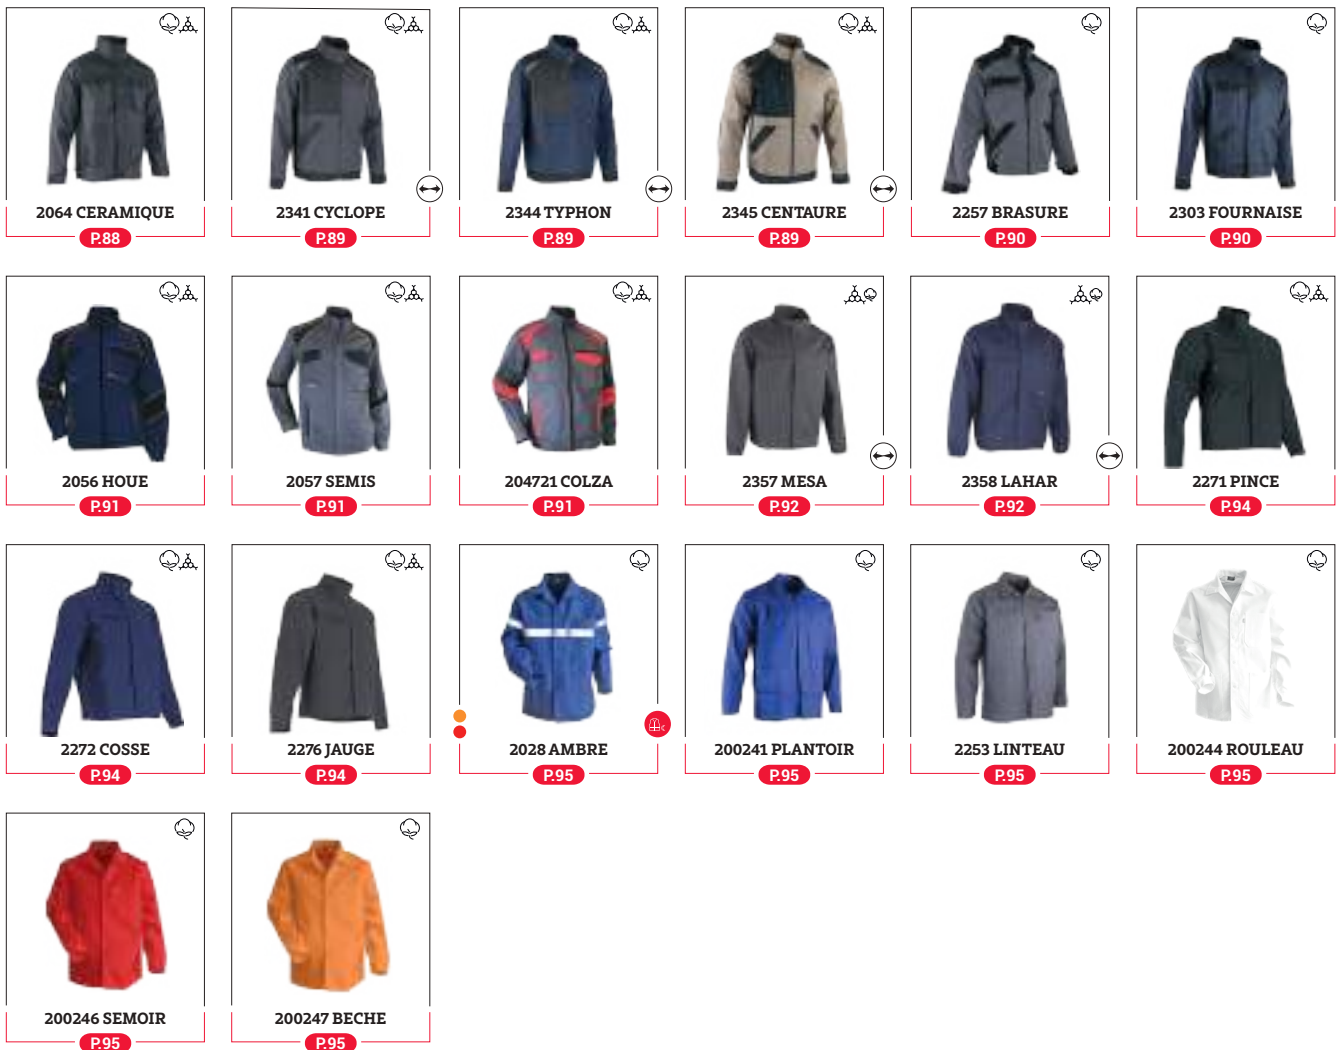 2064 CERAMIQUE
P.88
2341 CYCLOPE
P.89
2344 TYPHON
P.89
2345 CENTAURE
P.89
2257 BRASURE
P.90
2303 FOURNAISE
P.90
2056 HOUE
P.91
2057 SEMIS
P.91
204721 COLZA
P.91
2357 MESA
P.92
2358 LAHAR
P.92
2271 PINCE
P.94
2272 COSSE
P.94
2276 JAUGE
P.94
2028 AMBRE
P.95
200241 PLANTOIR
P.95
2253 LINTEAU
P.95
200244 ROULEAU
P.95
200246 SEMOIR
P.95
200247 BECHE
P.95